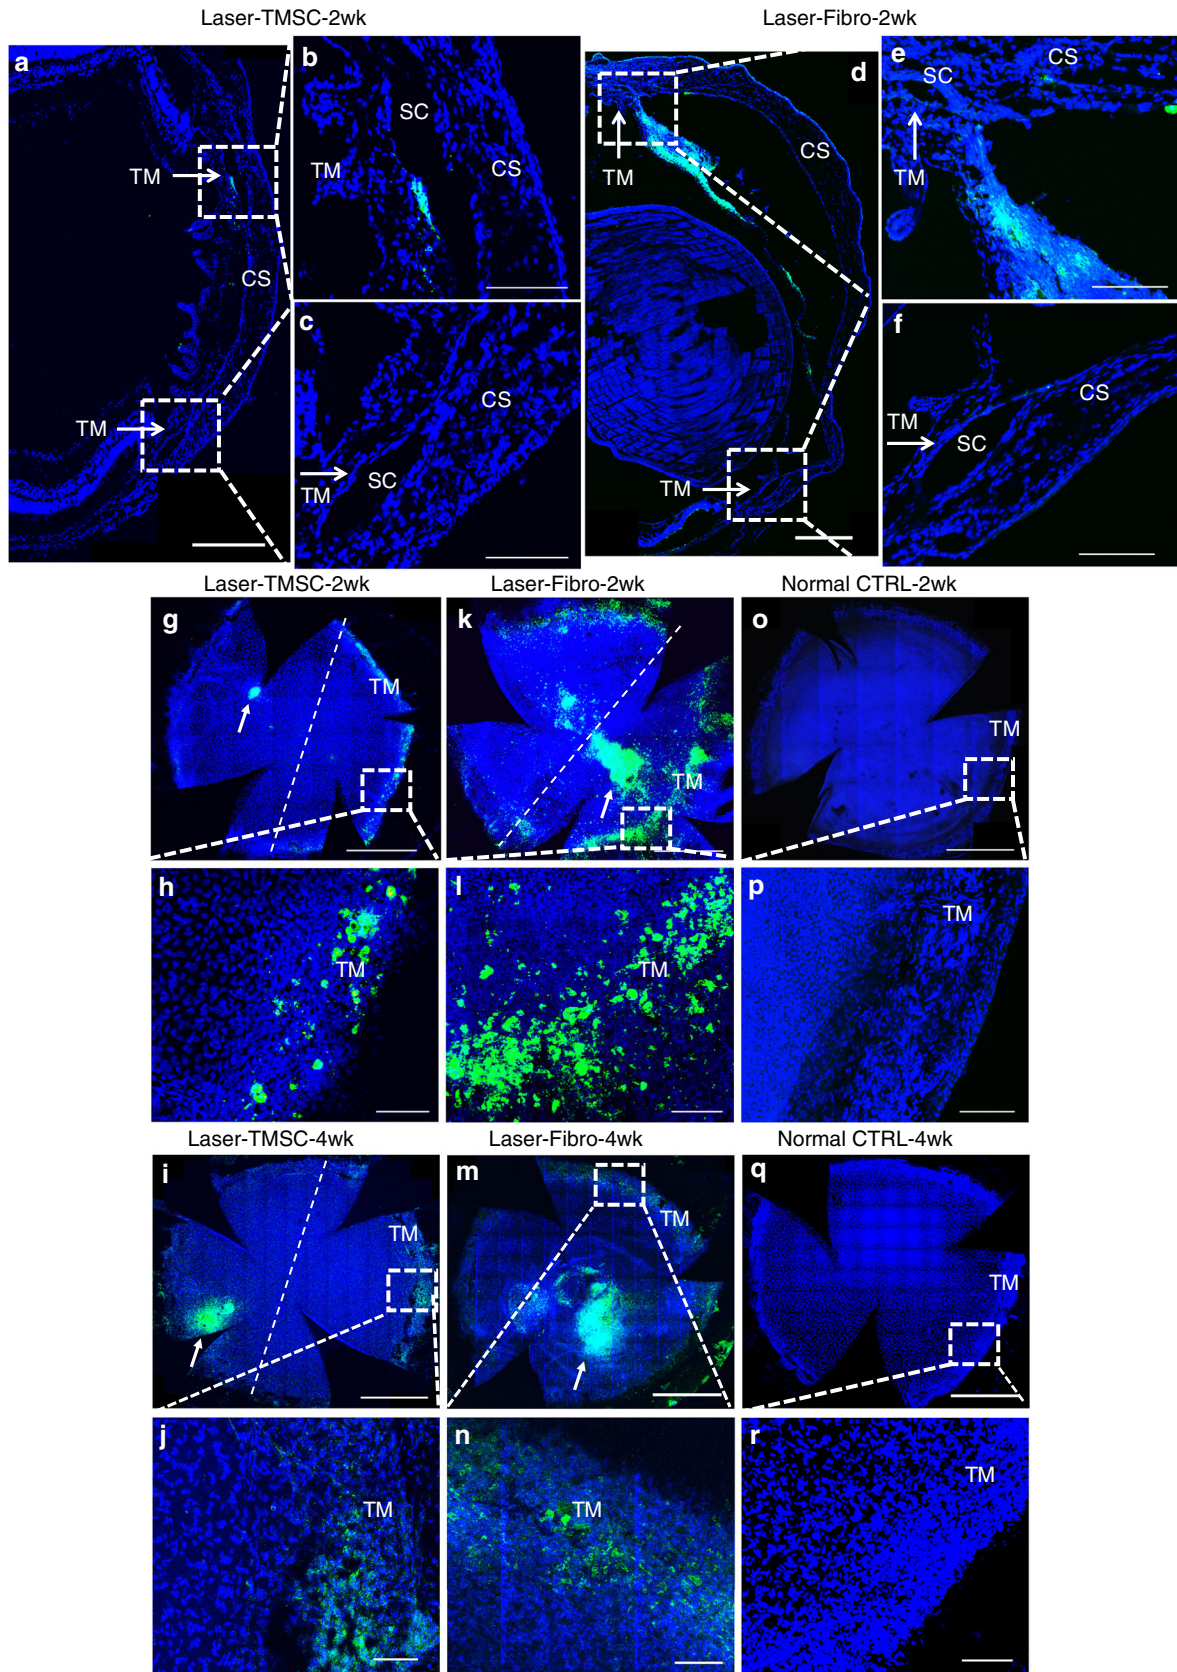 Laser-TMSC-2wk
Laser-Fibro-2wk
a
TM
CS
TM
b
SC
TM
CS
c
CS
TM
SC
d
TM
CS
TM
e
CS
SC
TM
f
CS
TM
SC
Laser-TMSC-2wk
Laser-Fibro-2wk
Normal CTRL-2wk
g
TM
k
TM
o
TM
h
TM
l
TM
p
TM
Laser-TMSC-4wk
Laser-Fibro-4wk
Normal CTRL-4wk
i
TM
m
TM
q
TM
j
TM
n
TM
r
TM